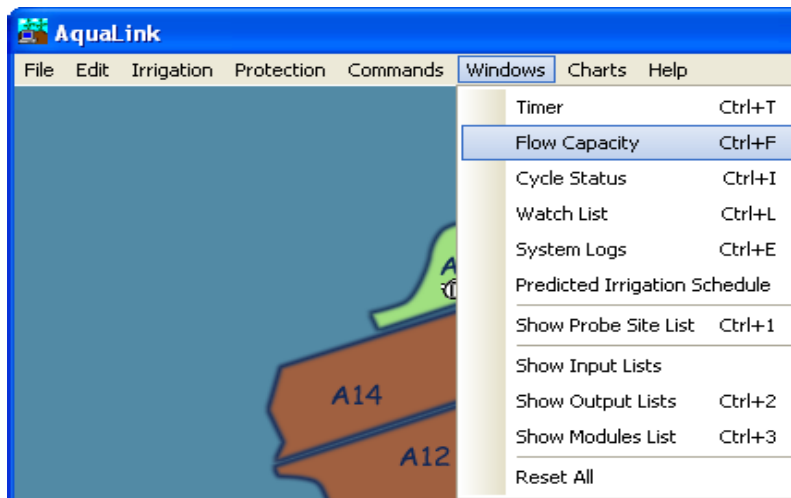 AquaLink
File Edit Irrigation Protection Commands Windows Charts Help
Timer Ctrl+T
Flow Capacity Ctrl+F
Cycle Status Ctrl+I
Watch List Ctrl+L
System Logs Ctrl+E
Predicted Irrigation Schedule
Show Probe Site List Ctrl+1
Show Input Lists
Show Output Lists Ctrl+2
Show Modules List Ctrl+3
Reset All
A
A14
A12